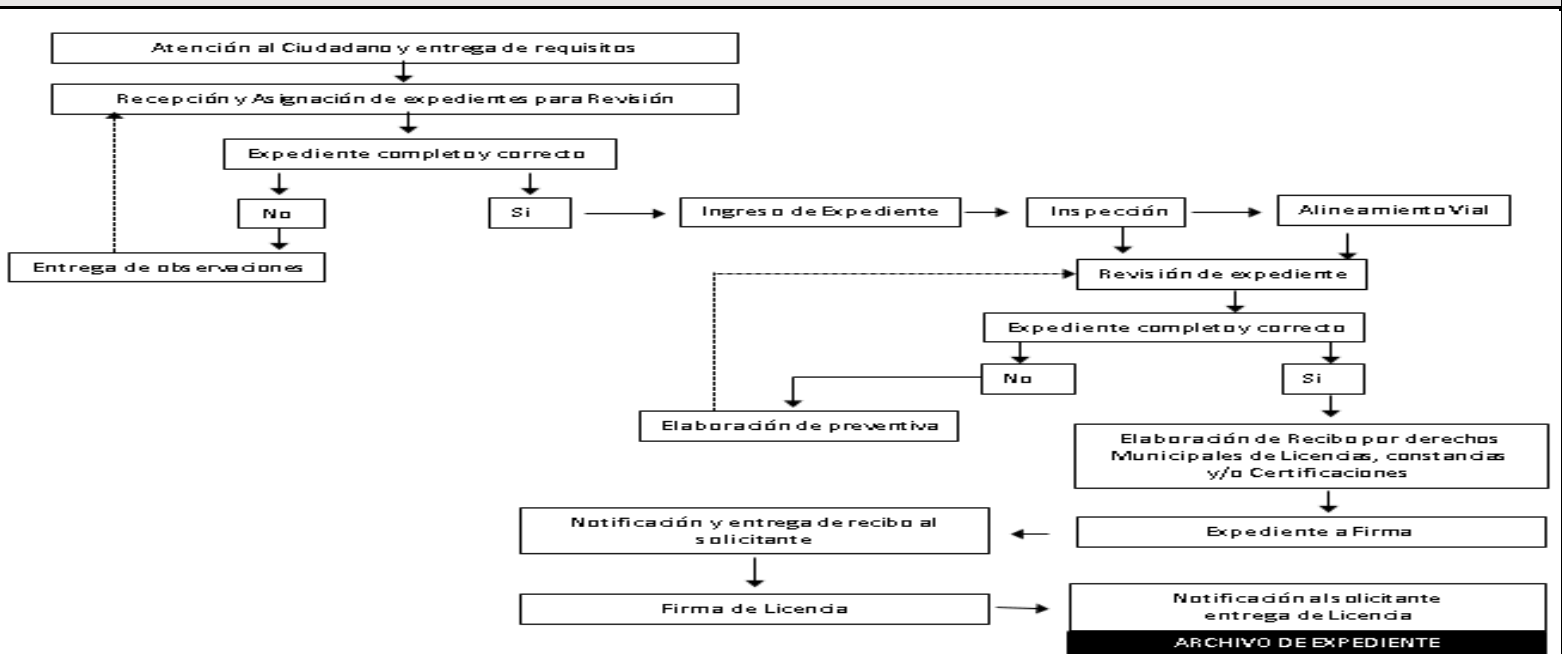 Atención al Ciudadano y entrega de requisitos
Recepción y Asignación de expedientes para Revisión
Expediente completo y correcto
No
Si
Ingreso de Expediente
Inspección
Alineamiento Vial
Entrega de observaciones
Revisión de expediente
Expediente completo y correcto
No
Si
Elaboración de preventiva
Elaboración de Recibo por derechos
Municipales de Licencias, constancias
y/o Certificaciones
Notificación y entrega de recibo al
solicitante
Expediente a Firma
Firma de Licencia
Notificación al solicitante
entrega de Licencia
ARCHIVO DE EXPEDIENTE